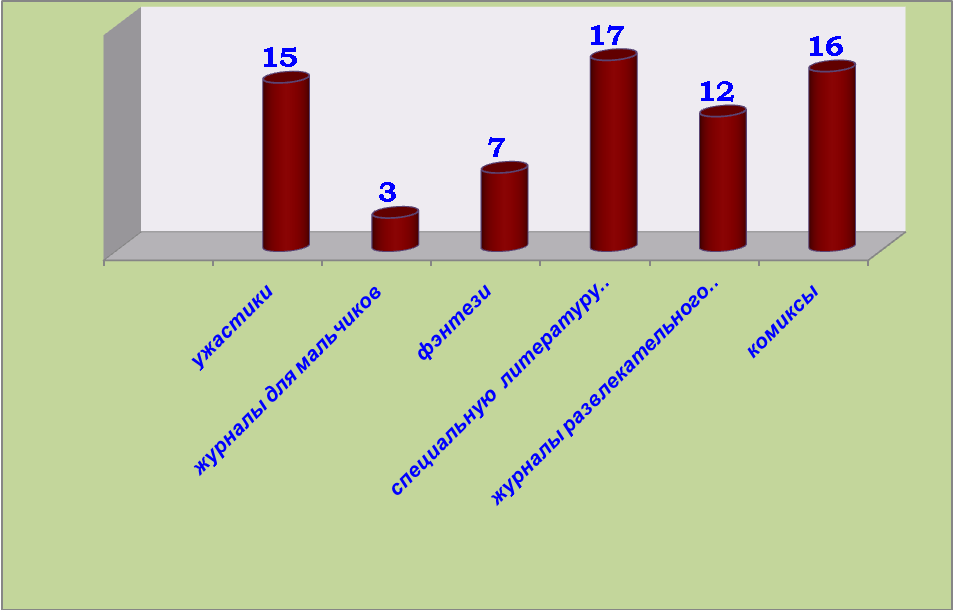 15
3
7
17
12
16
ужастики
журналы для мальчиков
фэнтези
специальную литературу..
журналы развлекательного..
комиксы